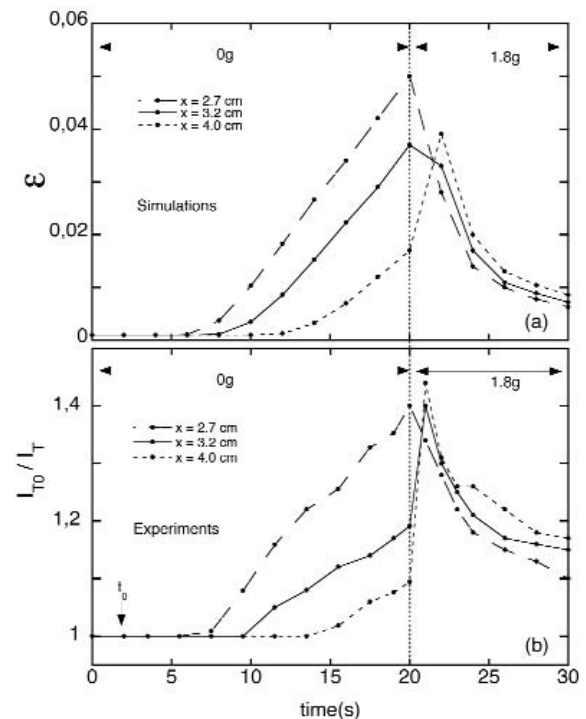 0,06
0g
1.8g
x = 2.7 cm
x = 3.2 cm
x = 4.0 cm
0,04
ε
Simulations
0,02
0
(a)
0g
1.8g
1,4
x = 2.7 cm
x = 3.2 cm
x = 4.0 cm
I_T0 / I_T
Experiments
1,2
t_0
1
(b)
0 5 10 15 20 25 30
time(s)